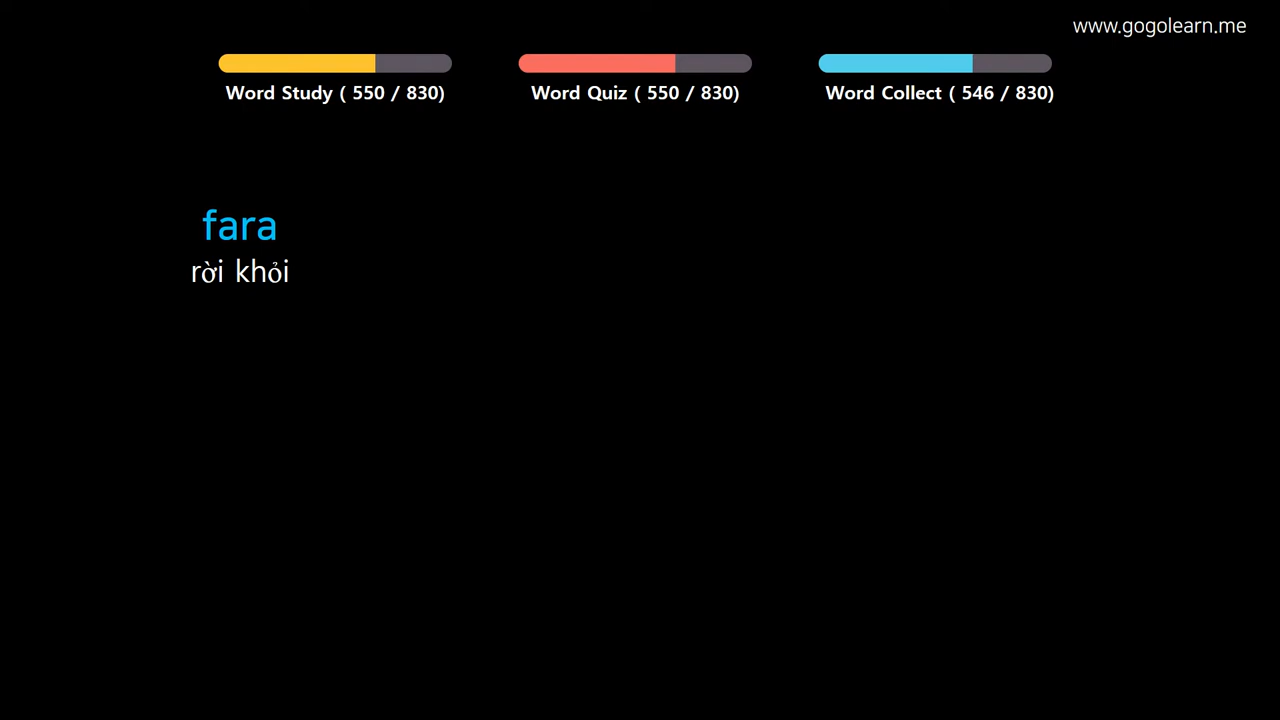 www.gogolearn.me
Word Study ( 550 / 830)
Word Quiz ( 550 / 830)
Word Collect ( 546 / 830)
fara
rời khỏi